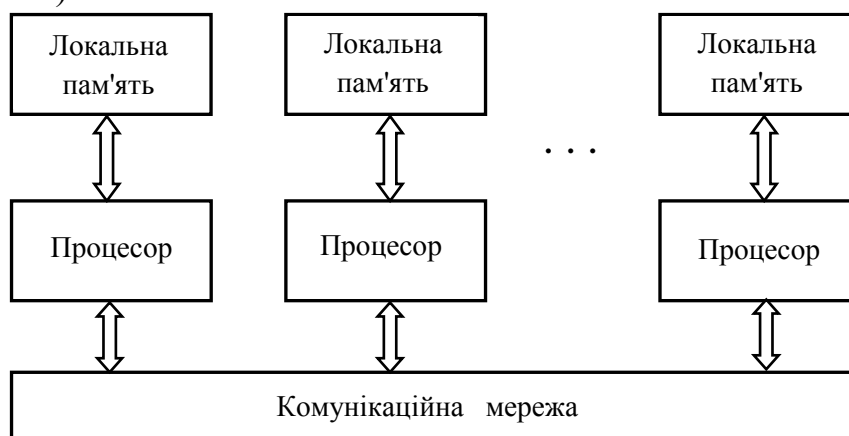 )
Локальна Локальна Локальна
пам'ять пам'ять пам'ять
. . .
Процесор Процесор Процесор
Комунікаційна мережа